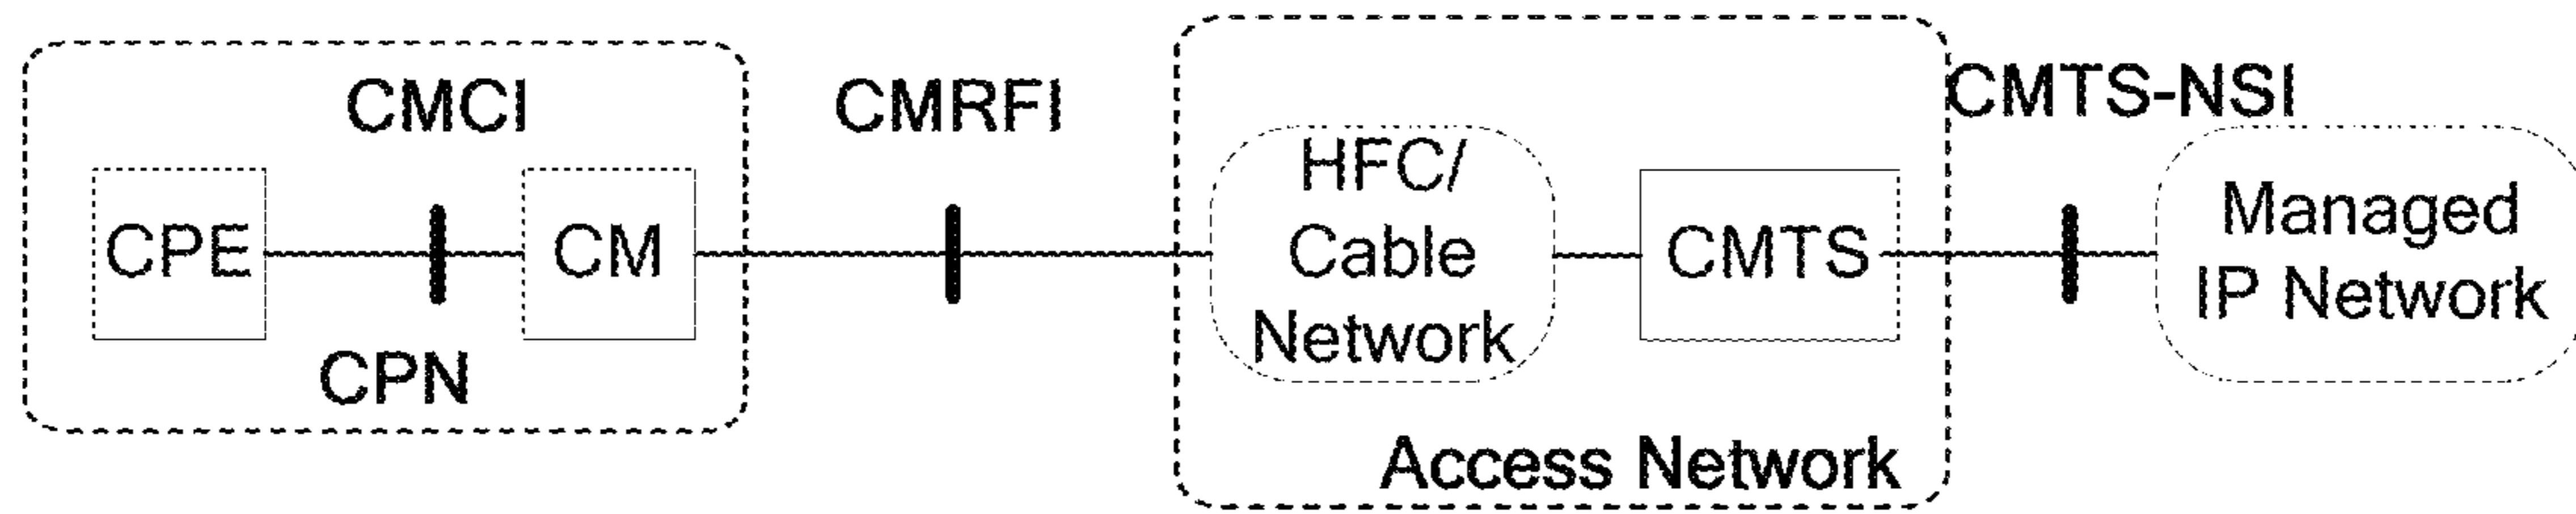 CMCI
CMRFI
CMTS-NSI
CPE
CM
HFC/
Cable
Network
CMTS
Managed
IP Network
CPN
Access Network